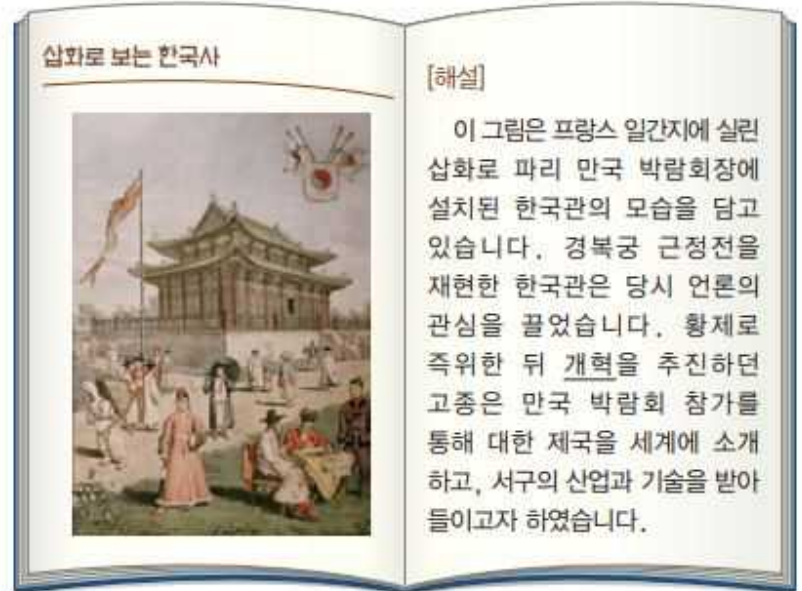 삽화로 보는 한국사
[해설]
이 그림은 프랑스 일간지에 실린
삽화로 파리 만국 박람회장에
설치된 한국관의 모습을 담고
있습니다. 경복궁 근정전을
재현한 한국관은 당시 언론의
관심을 끌었습니다. 황제로
즉위한 뒤 개혁을 추진하던
고종은 만국 박람회 참가를
통해 대한 제국을 세계에 소개
하고, 서구의 산업과 기술을 받아
들이고자 하였습니다.